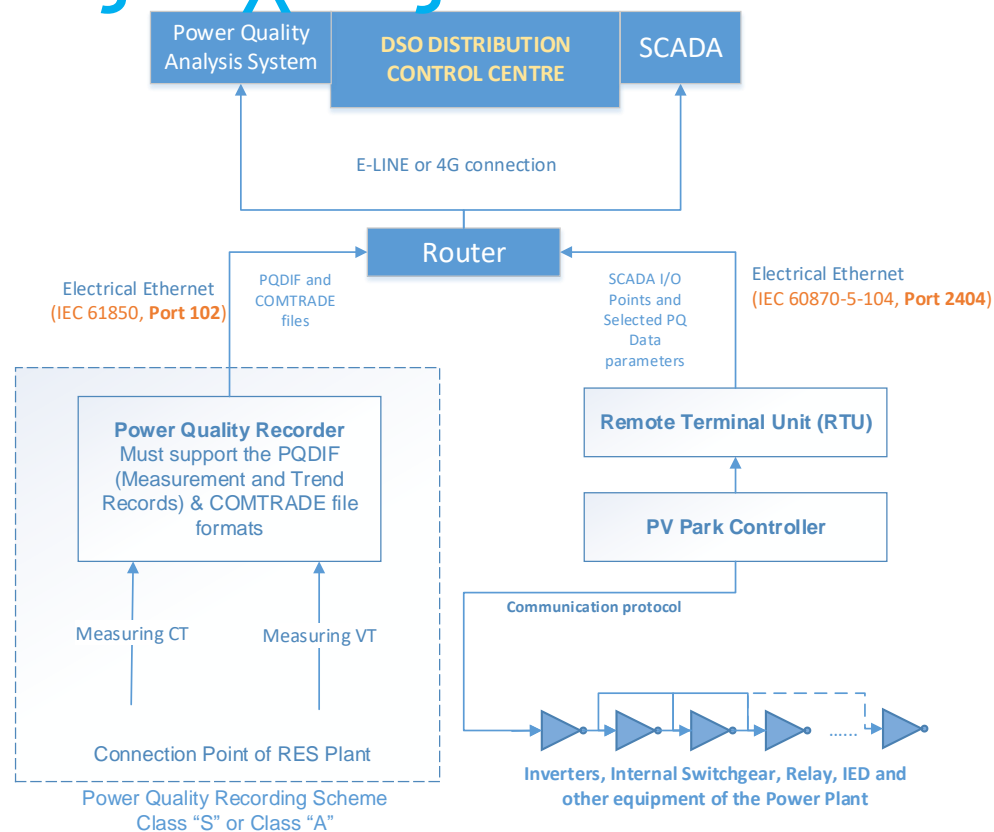 Power Quality
Analysis System
DSO DISTRIBUTION
CONTROL CENTRE
SCADA
E-LINE or 4G connection
Router
Electrical Ethernet
(IEC 61850, Port 102)
PQDIF and
COMTRADE
files
SCADA I/O
Points and
Selected PQ
Data
parameters
Electrical Ethernet
(IEC 60870-5-104, Port 2404)
Power Quality Recorder
Must support the PQDIF
(Measurement and Trend
Records) & COMTRADE file
formats
Remote Terminal Unit (RTU)
PV Park Controller
Communication protocol
Measuring CT
Measuring VT
Connection Point of RES Plant
......
Inverters, Internal Switchgear, Relay, IED and
other equipment of the Power Plant
Power Quality Recording Scheme
Class “S” or Class “A”